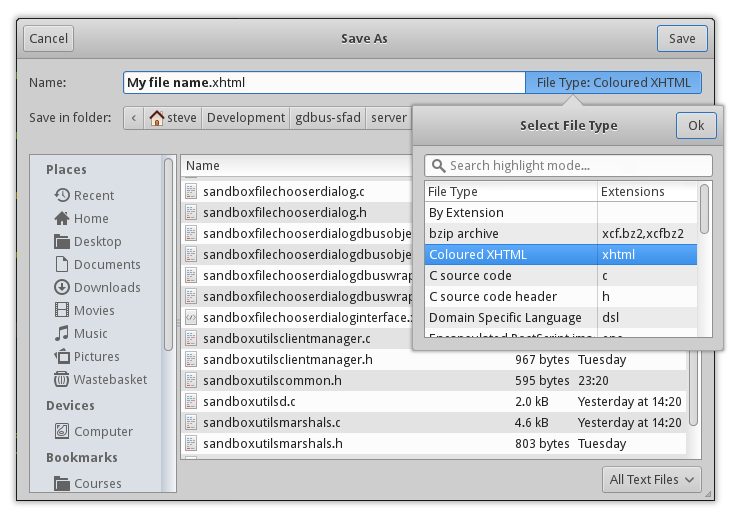 Cancel Save As Save
Name: My file name.xhtml File Type: Coloured XHTML
Save in folder: steve Development gdbus-sfad server
Select File Type Ok
Search highlight mode...
File Type Extensions
By Extension
bzip archive xcf.bz2,xcfbz2
Coloured XHTML xhtml
C source code c
C source code header h
Domain Specific Language dsl
Places
Recent
Home
Desktop
Documents
Downloads
Movies
Music
Pictures
Wastebasket
Devices
Computer
Bookmarks
Courses
Name
sandboxfilechooserdialog.c
sandboxfilechooserdialog.h
sandboxfilechooserdialogdbusobje
sandboxfilechooserdialogdbusobje
sandboxfilechooserdialogdbuswrap
sandboxfilechooserdialogdbuswrap
sandboxfilechooserdialoginterface.x
sandboxutilsclientmanager.c
sandboxutilsclientmanager.h 967 bytes Tuesday
sandboxutilscommon.h 595 bytes 23:20
sandboxutilsd.c 2.0 kB Yesterday at 14:20
sandboxutilsmarshals.c 4.6 kB Yesterday at 14:20
sandboxutilsmarshals.h 803 bytes Tuesday
All Text Files